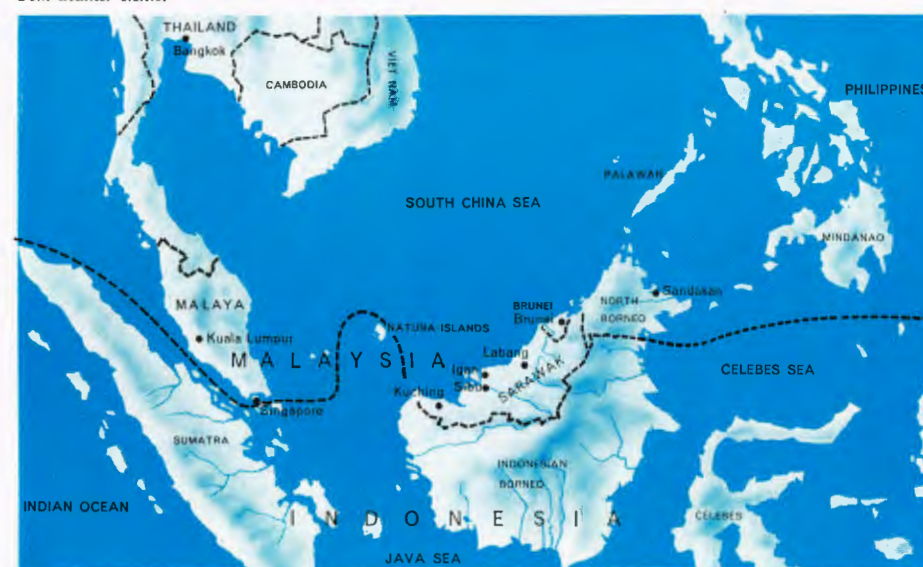 THAILAND
Bangkok
CAMBODIA
VIET NAM
PHILIPPINES
PALAWAN
SOUTH CHINA SEA
MINDANAO
MALAYA
Sandakan
NORTH
BORNEO
BRUNEI
Brunei
NATUNA ISLANDS
Kuala Lumpur
MALAYSIA
Labang
Igan
Sibu
SARAWAK
CELEBES SEA
Kuching
Singapore
SUMATRA
INDONESIAN
BORNEO
INDIAN OCEAN
INDONESIA
CELEBES
JAVA SEA